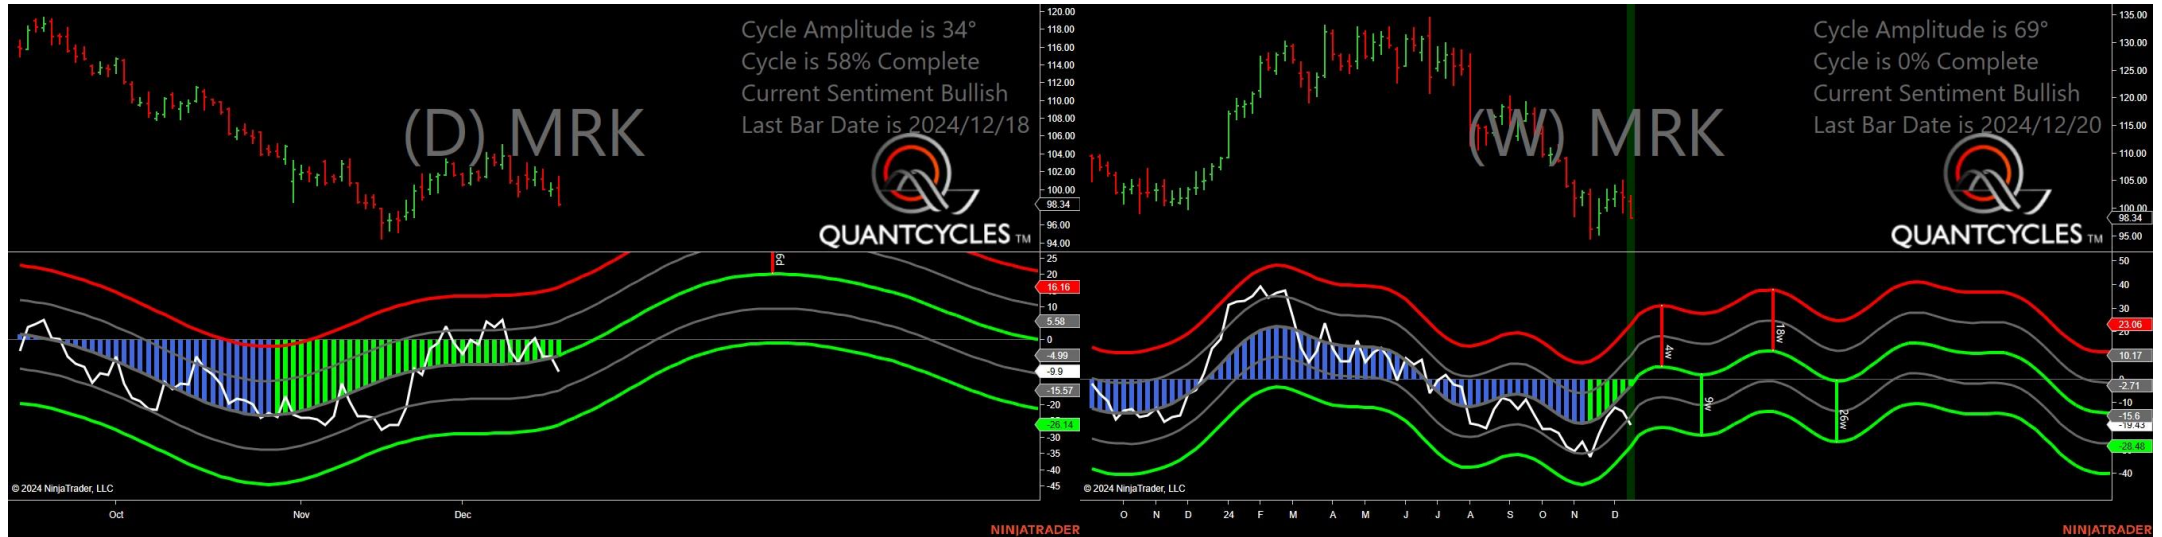 Cycle Amplitude is 34°
Cycle is 58% Complete
Current Sentiment Bullish
Last Bar Date is 2024/12/18
(D) MRK
QUANTCYCLES TM
120.00
118.00
116.00
114.00
112.00
110.00
108.00
106.00
104.00
102.00
100.00
98.34
96.00
94.00
6d
25
20
16.16
10
5.58
0
-4.99
-9.9
-15.57
-20
-26.14
-30
-35
-40
-45
© 2024 NinjaTrader, LLC
Oct
Nov
Dec
NINJATRADER
Cycle Amplitude is 69°
Cycle is 0% Complete
Current Sentiment Bullish
Last Bar Date is 2024/12/20
(W) MRK
QUANTCYCLES TM
135.00
130.00
125.00
120.00
115.00
110.00
105.00
100.00
98.34
95.00
4w
9w
18w
26w
50
40
30
23.06
10.17
-2.71
-10
-15.6
-19.43
-28.48
-40
© 2024 NinjaTrader, LLC
O N D 24 F M A M J J A S O N D
NINJATRADER